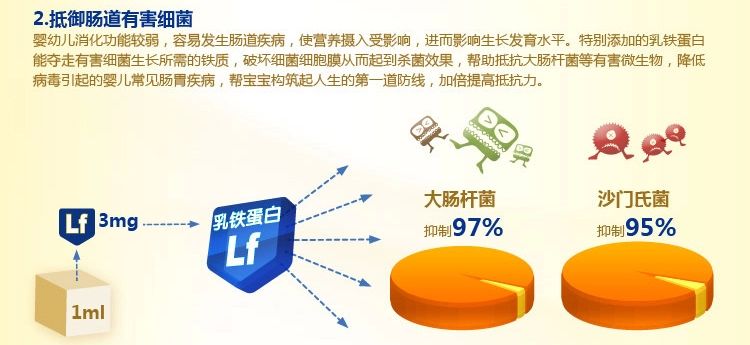 2.抵御肠道有害细菌
婴幼儿消化功能较弱，容易发生肠道疾病，使营养摄入受影响，进而影响生长发育水平。特别添加的乳铁蛋白
能夺走有害细菌生长所需的铁质，破坏细菌细胞膜从而起到杀菌效果，帮助抵抗大肠杆菌等有害微生物，降低
病毒引起的婴儿常见肠胃疾病，帮宝宝构筑起人生的第一道防线，加倍提高抵抗力。
大肠杆菌
抑制97%
沙门氏菌
抑制95%
乳铁蛋白
Lf
Lf
3mg
1ml